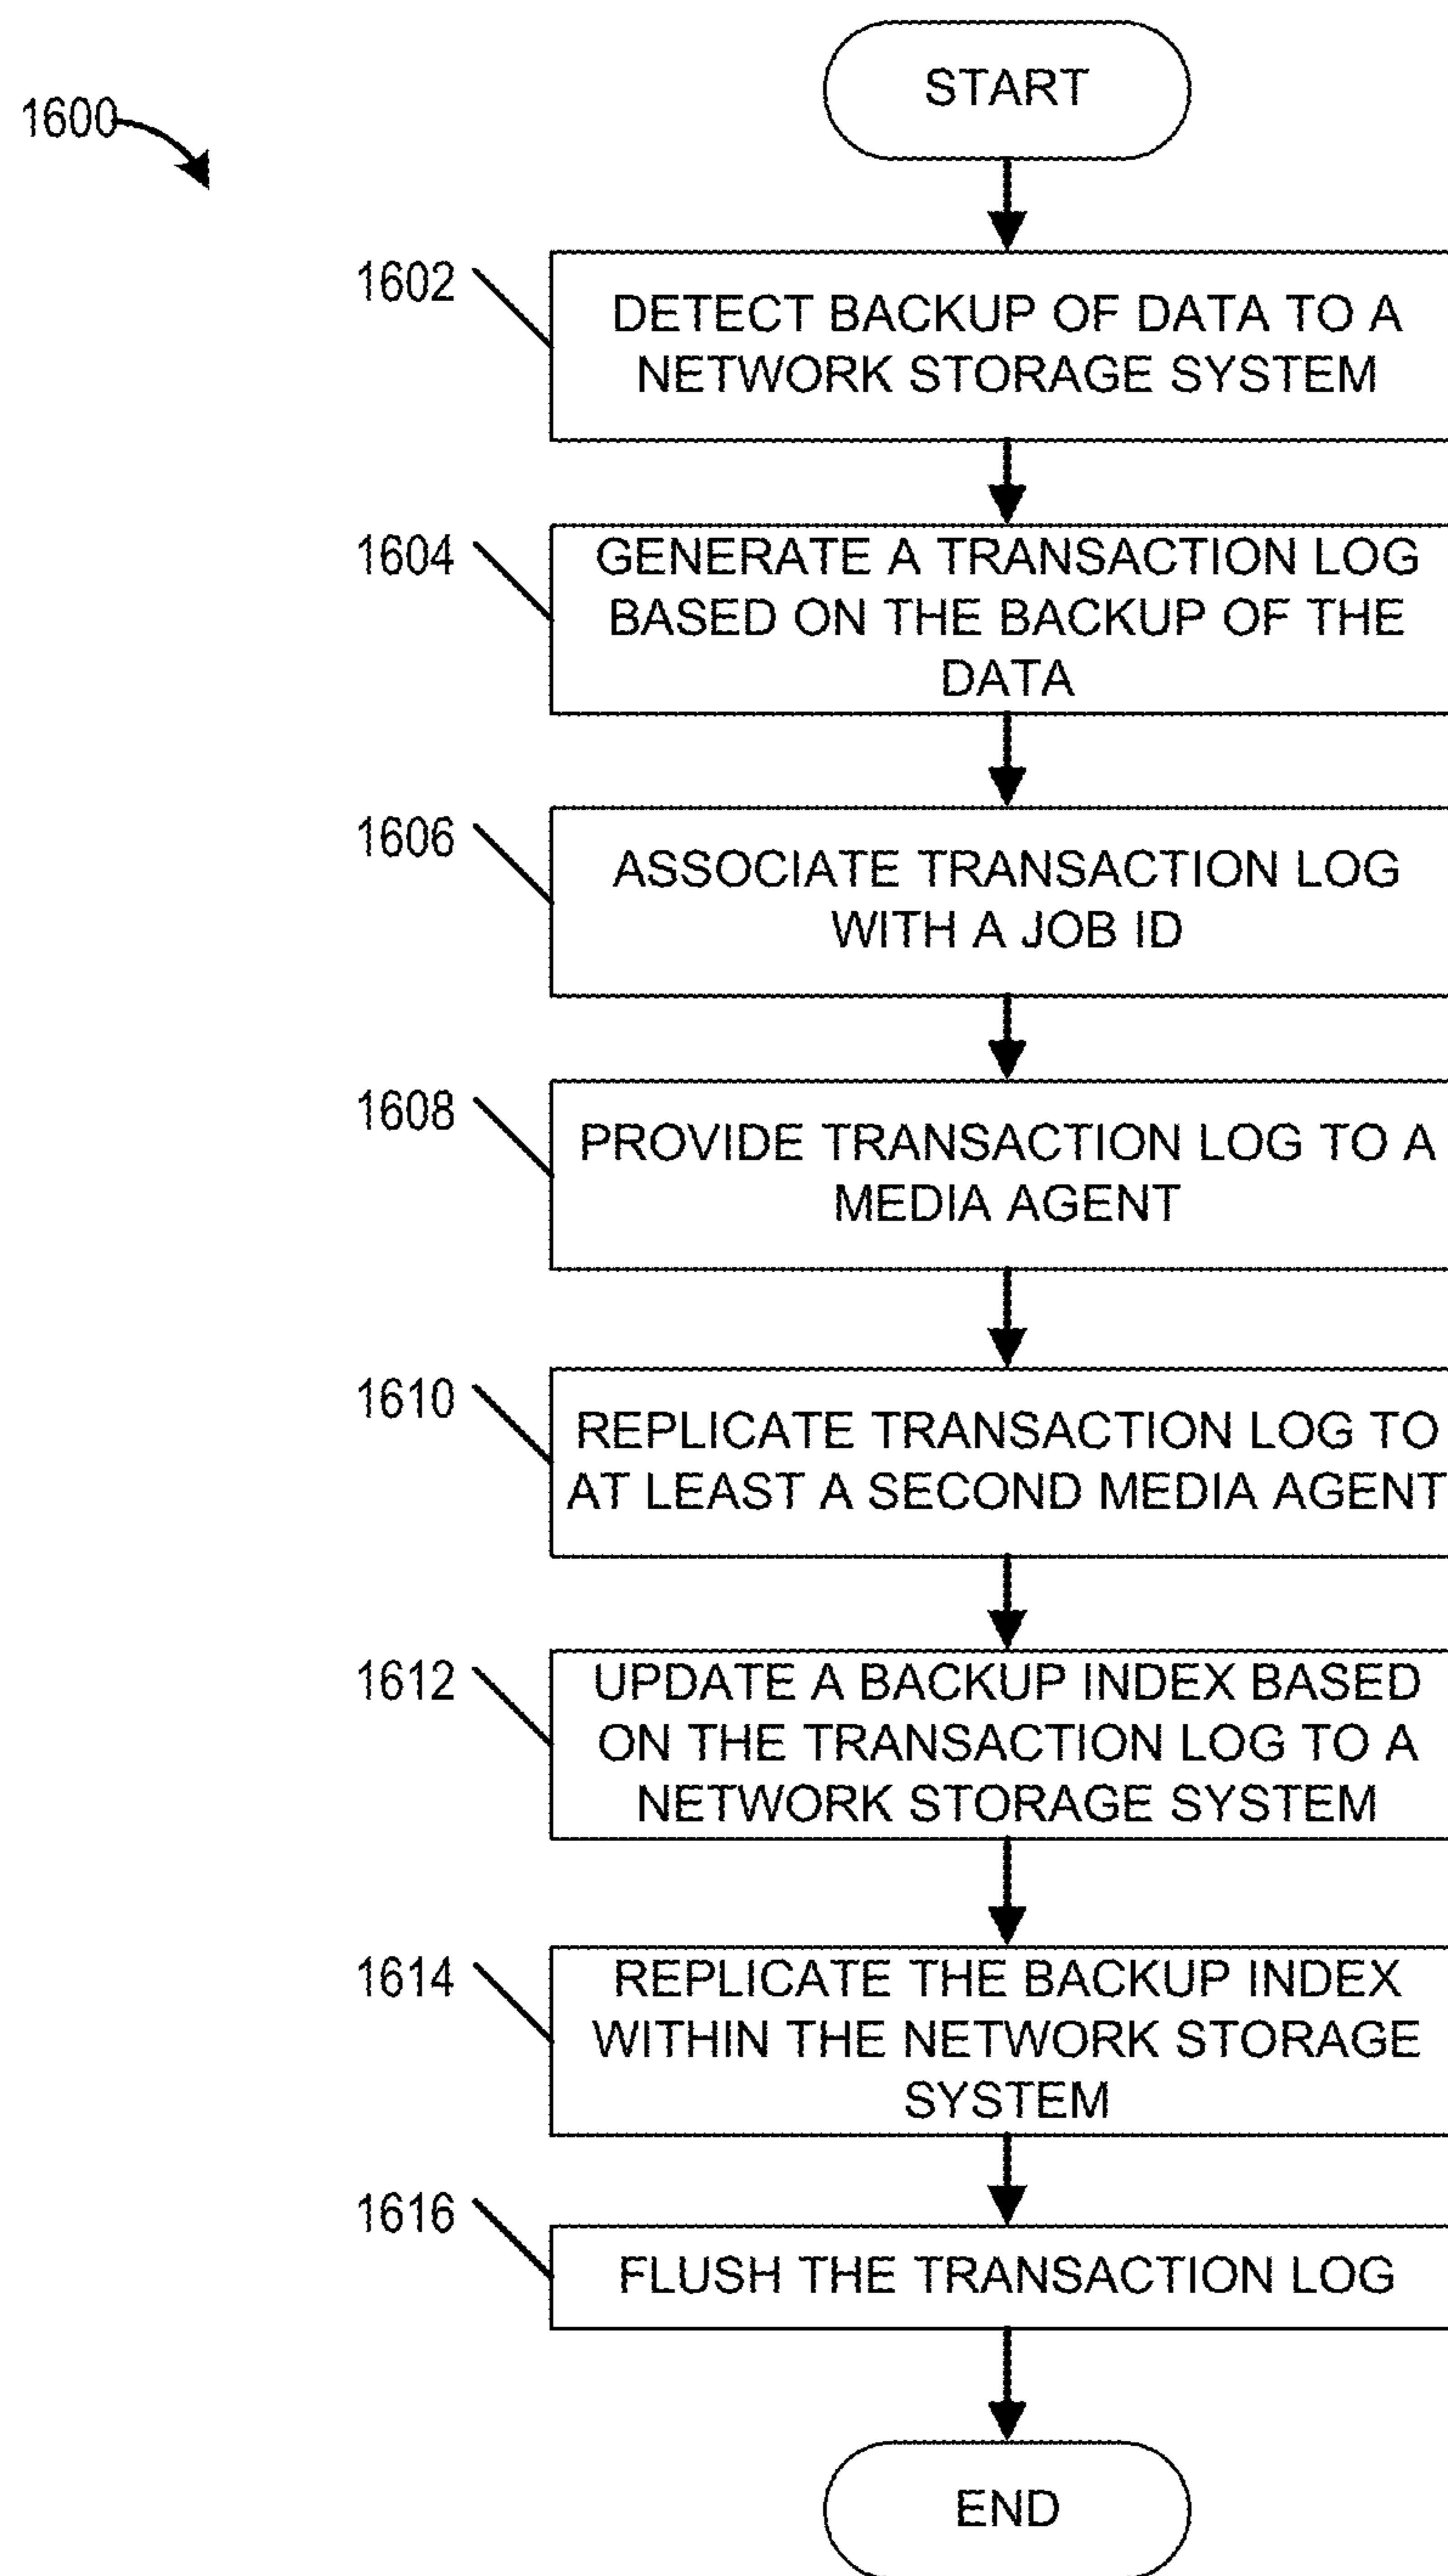 START
1600
1602
DETECT BACKUP OF DATA TO A
NETWORK STORAGE SYSTEM
1604
GENERATE A TRANSACTION LOG
BASED ON THE BACKUP OF THE
DATA
1606
ASSOCIATE TRANSACTION LOG
WITH A JOB ID
1608
PROVIDE TRANSACTION LOG TO A
MEDIA AGENT
1610
REPLICATE TRANSACTION LOG TO
AT LEAST A SECOND MEDIA AGENT
1612
UPDATE A BACKUP INDEX BASED
ON THE TRANSACTION LOG TO A
NETWORK STORAGE SYSTEM
1614
REPLICATE THE BACKUP INDEX
WITHIN THE NETWORK STORAGE
SYSTEM
1616
FLUSH THE TRANSACTION LOG
END